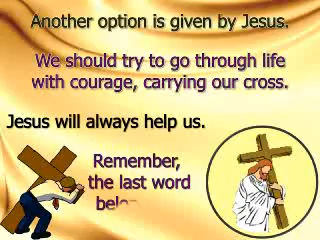 Another option is given by Jesus.
We should try to go through life
with courage, carrying our cross.
Jesus will always help us.
Remember,
the last word